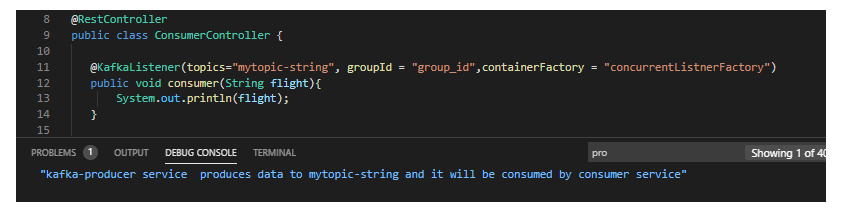 8 @RestController
9 public class ConsumerController {
10
11 @KafkaListener(topics="mytopic-string", groupId = "group_id",containerFactory = "concurrentListnerFactory")
12 public void consumer(String flight){
13 System.out.println(flight);
14 }
15
PROBLEMS 1 OUTPUT DEBUG CONSOLE TERMINAL pro Showing 1 of 40
"kafka-producer service  produces data to mytopic-string and it will be consumed by consumer service"